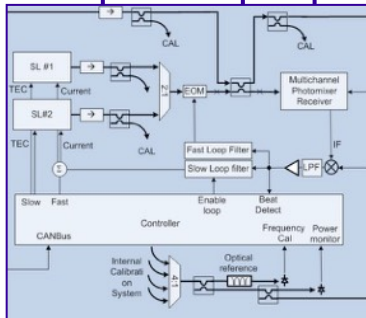 CAL
CAL
SL #1
TEC
Current
SL#2
CAL
2:1
EOM
Multichannel
Photomixer
Receiver
TEC
Current
CAL
Fast Loop Filter
Slow Loop filter
IF
LPF
Slow
Fast
Enable
loop
Beat
Detect
Controller
CANBus
Frequency
Cal
Power
monitor
Internal
Calibrati
on
System
4:1
Optical
reference